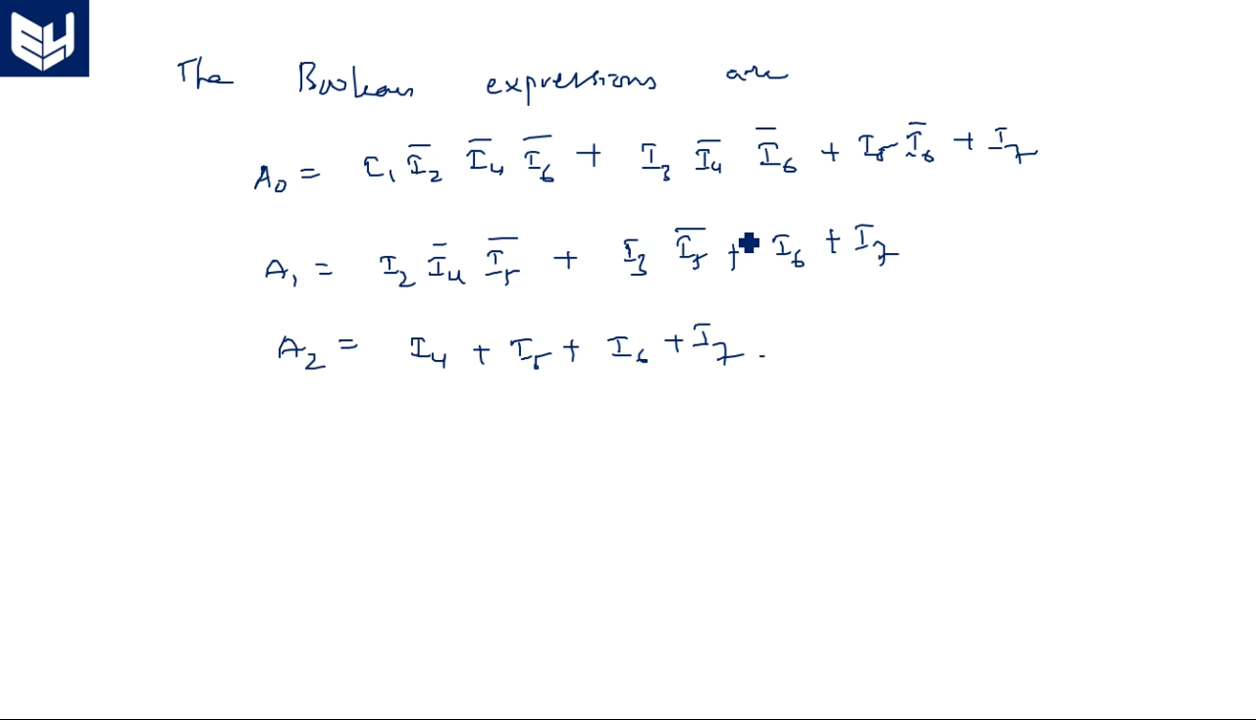 The Boolean expressions are
A₀ = I₁ I̅₂ I̅₄ I̅₆ + I₃ I̅₄ I̅₆ + I₅ I̅₆ + I₇
A₁ = I₂ I̅₄ I̅₅ + I₃ I̅₅ + I₆ + I₇
A₂ = I₄ + I₅ + I₆ + I₇.